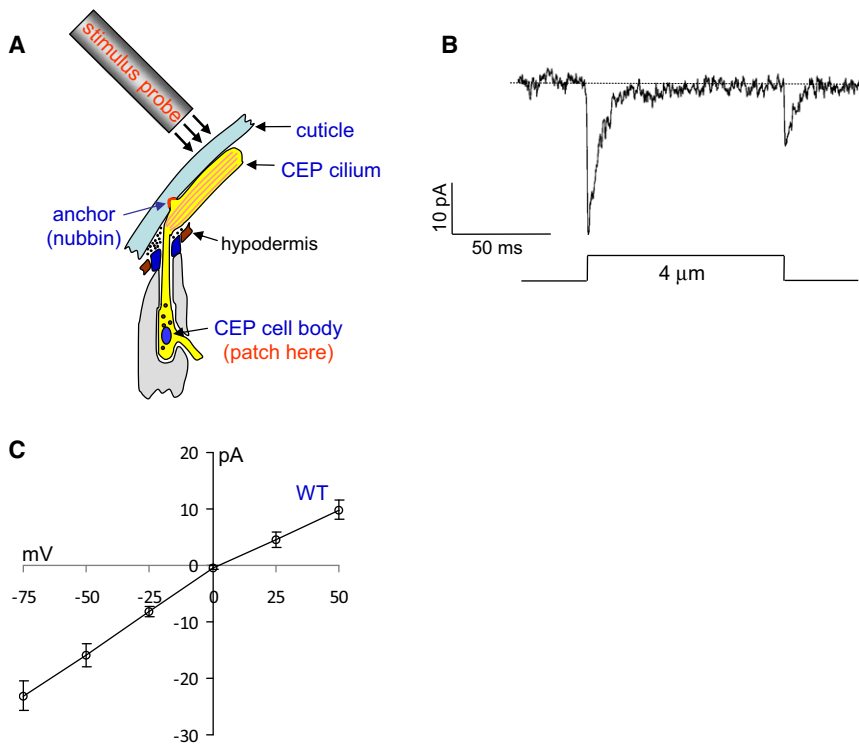 A
stimulus probe
cuticle
CEP cilium
anchor
(nubbin)
hypodermis
CEP cell body
(patch here)
B
10 pA
50 ms
4 μm
C
20
pA
WT
10
mV
0
-75
-50
-25
0
25
50
-10
-20
-30